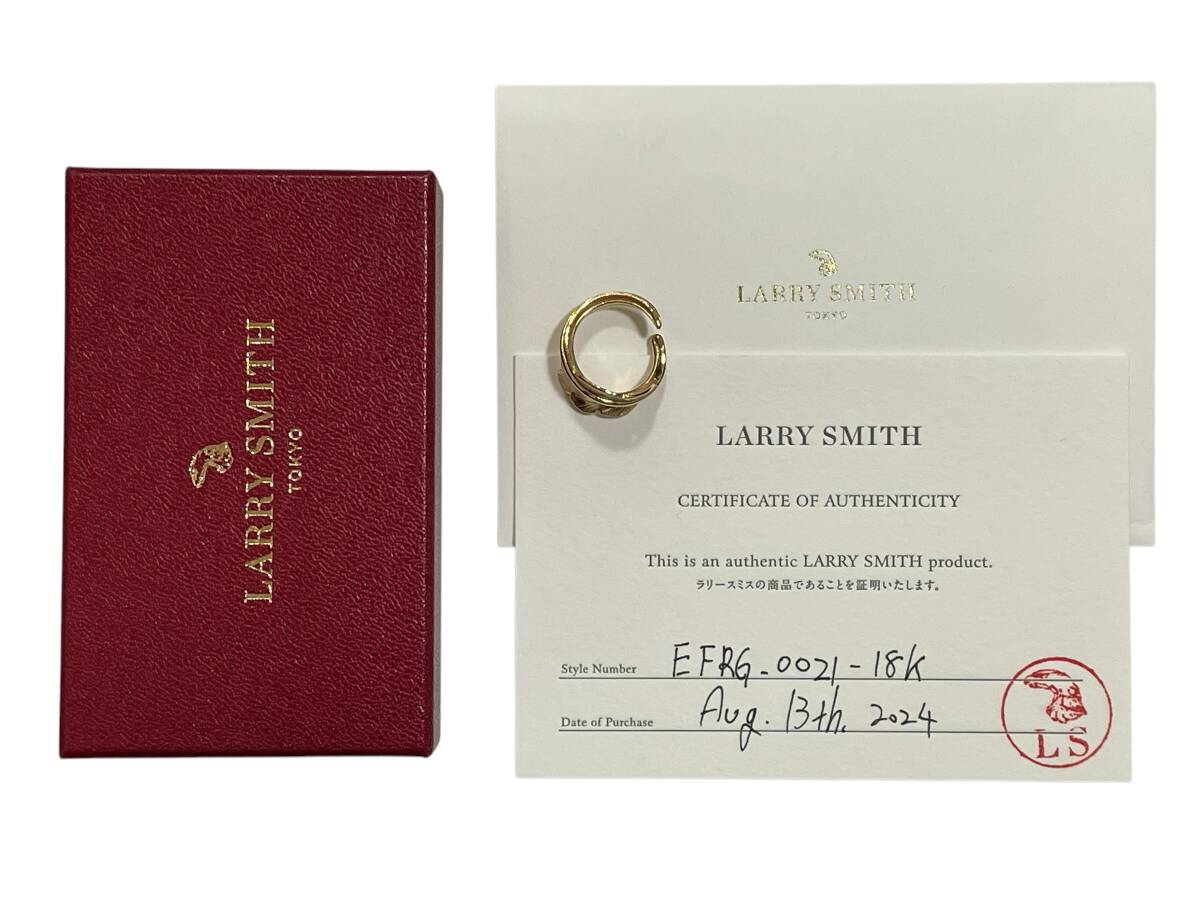 LARRY SMITH
TOKYO
LARRY SMITH
TOKYO
LARRY SMITH
CERTIFICATE OF AUTHENTICITY
This is an authentic LARRY SMITH product.
ラリースミスの商品であることを証明いたします。
Style Number EFRG-0021-18K
Date of Purchase Aug. 13th. 2024
LS